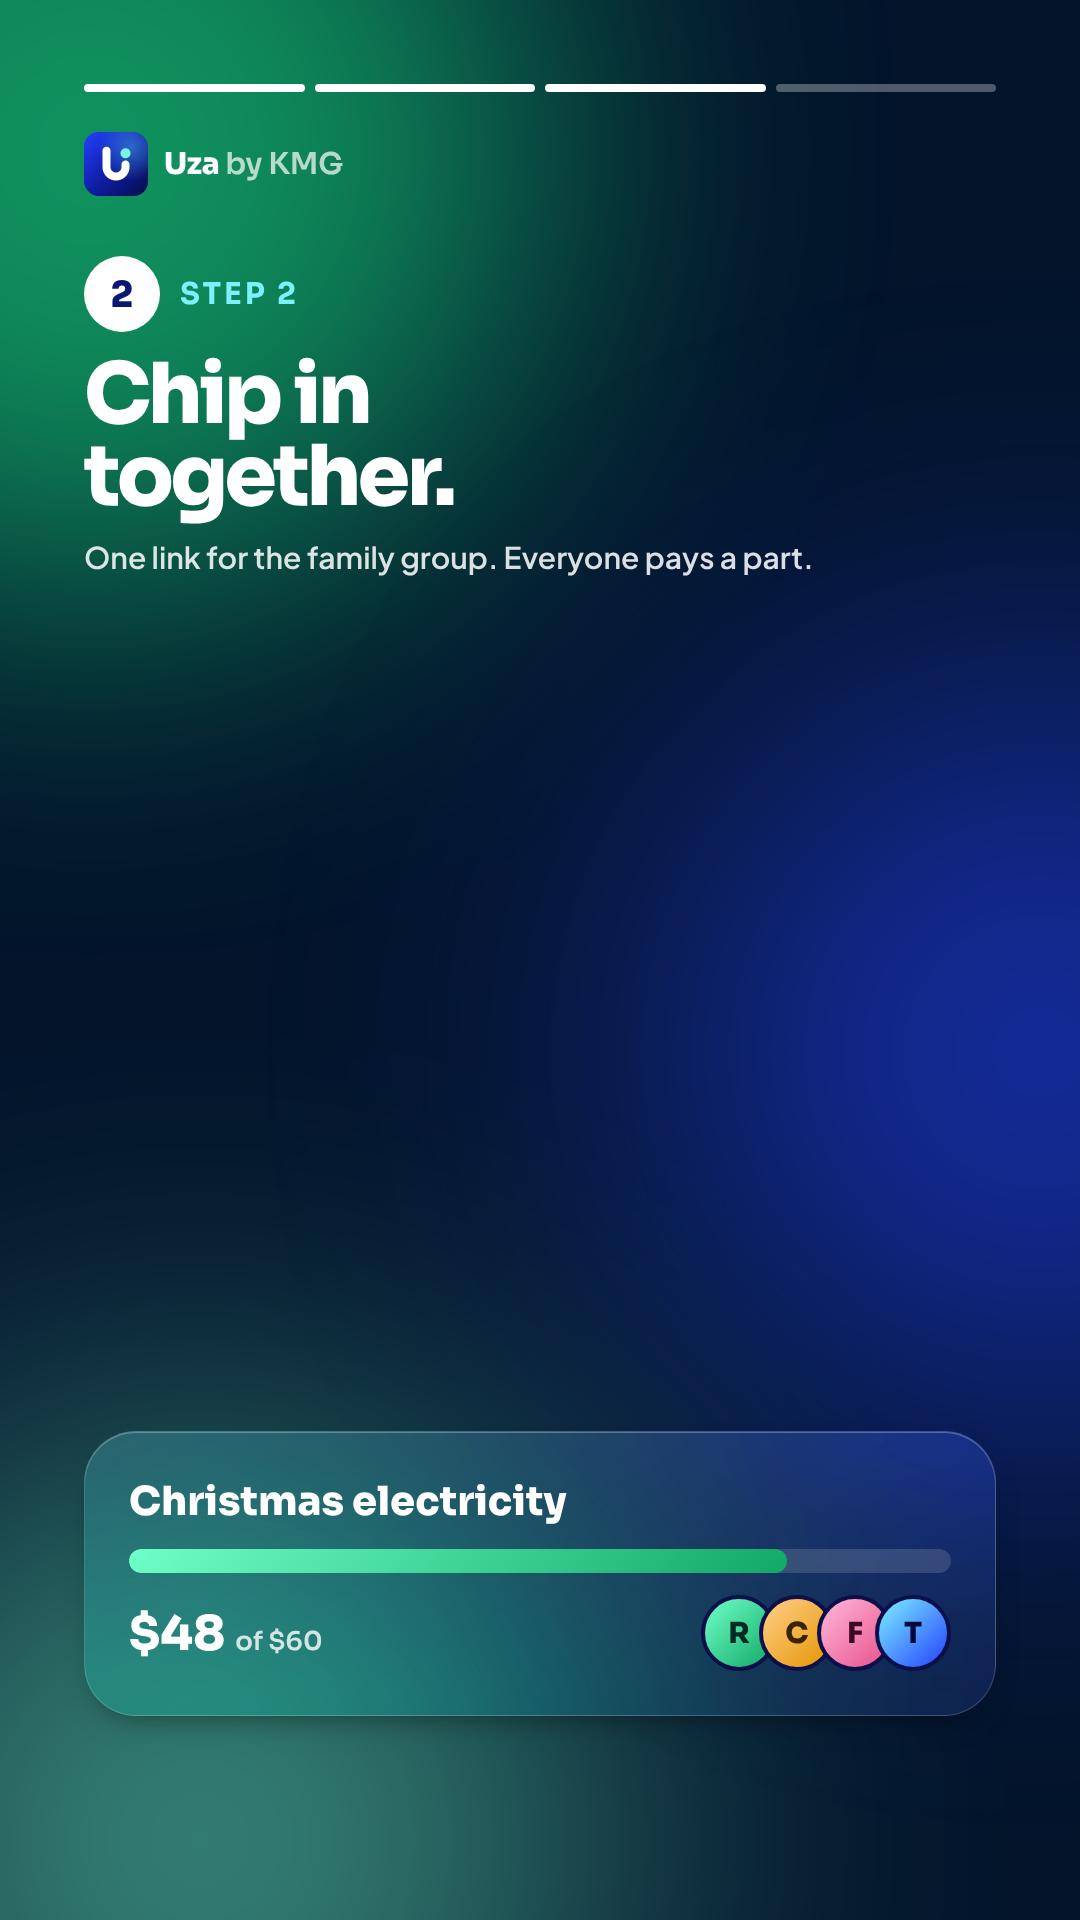 Uza by KMG
2 STEP 2
Chip in
together.
One link for the family group. Everyone pays a part.
Christmas electricity
$48 of $60
R C F T